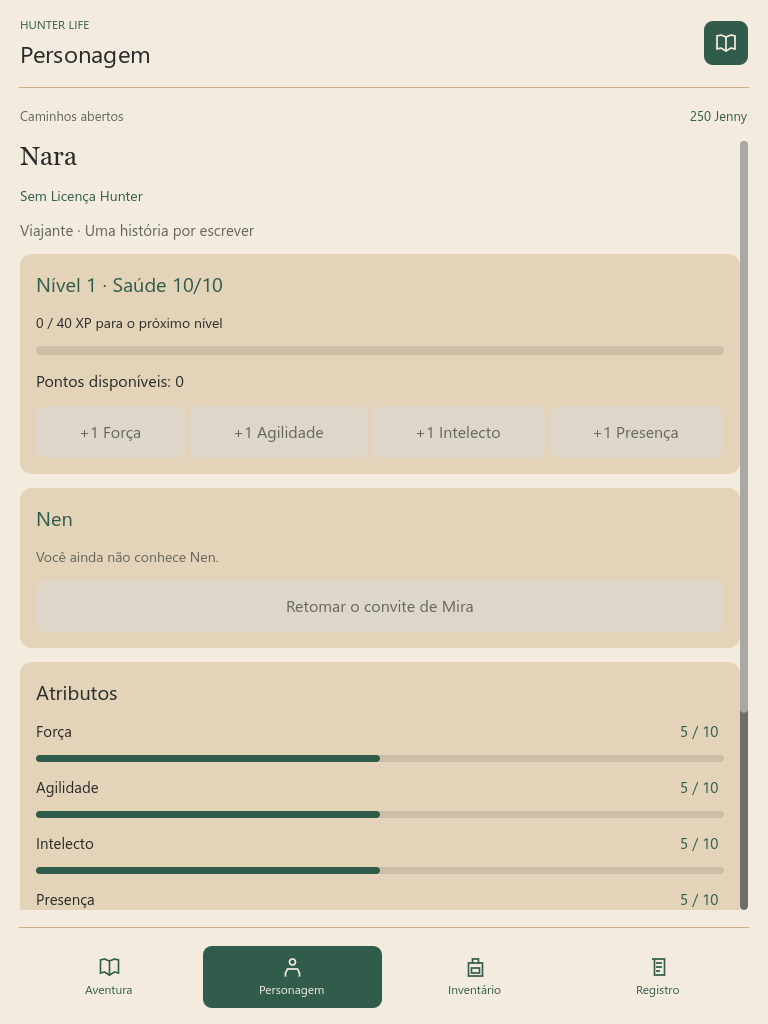 HUNTER LIFE
Personagem
Caminhos abertos
250 Jenny
Nara
Sem Licença Hunter
Viajante · Uma história por escrever
Nível 1 · Saúde 10/10
0 / 40 XP para o próximo nível
Pontos disponíveis: 0
+1 Força
+1 Agilidade
+1 Intelecto
+1 Presença
Nen
Você ainda não conhece Nen.
Retomar o convite de Mira
Atributos
Força
5 / 10
Agilidade
5 / 10
Intelecto
5 / 10
Presença
5 / 10
Aventura
Personagem
Inventário
Registro